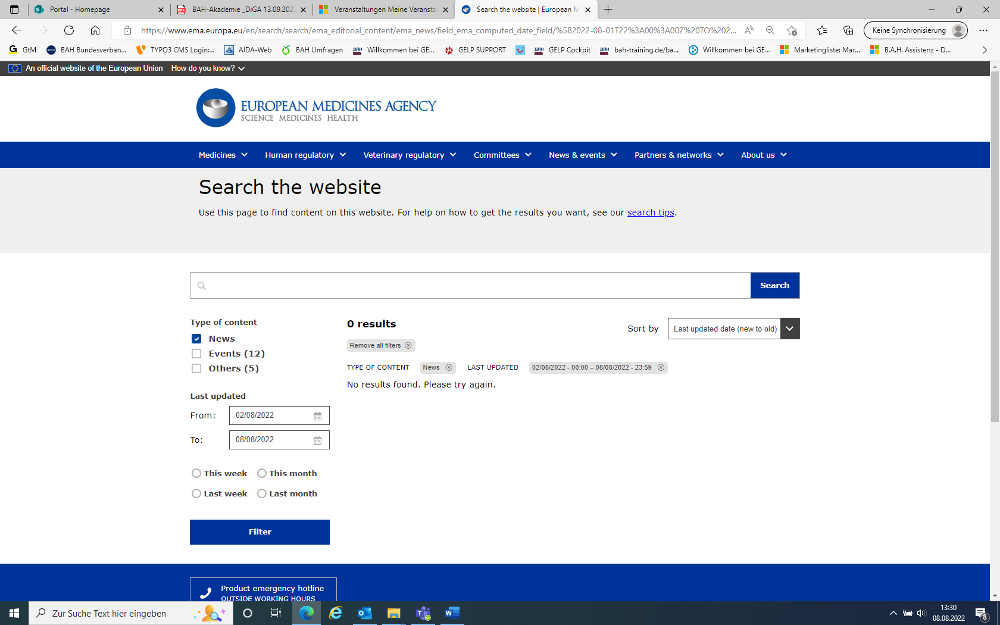 Portal - Homepage
BAH-Akademie _DiGA 13.09.202
Veranstaltungen Meine Veransta
Search the website | European M
https://www.ema.europa.eu/en/search/search/ema_editorial_content/ema_news/field_ema_computed_date_field/%5B2022-08-01T22%3A00%3A00Z%20TO%202...
Keine Synchronisierung
GtM
BAH Bundesverban...
TYPO3 CMS Login:...
AIDA-Web
BAH Umfragen
Willkommen bei GE...
GELP SUPPORT
GELP Cockpit
bah-training.de/ba...
Willkommen bei GE...
Marketingliste: Mar...
B.A.H. Assistenz - D...
An official website of the European Union How do you know?
EUROPEAN MEDICINES AGENCY
SCIENCE MEDICINES HEALTH
Medicines Human regulatory Veterinary regulatory Committees News & events Partners & networks About us
Search the website
Use this page to find content on this website. For help on how to get the results you want, see our search tips.
Search
Type of content
News
Events (12)
Others (5)
Last updated
From: 02/08/2022
To: 08/08/2022
This week This month
Last week Last month
Filter
0 results
Sort by Last updated date (new to old)
Remove all filters
TYPE OF CONTENT News LAST UPDATED 02/08/2022 - 00:00 – 08/08/2022 - 23:59
No results found. Please try again.
Product emergency hotline
OUTSIDE WORKING HOURS
Zur Suche Text hier eingeben
13:30
08.08.2022
8